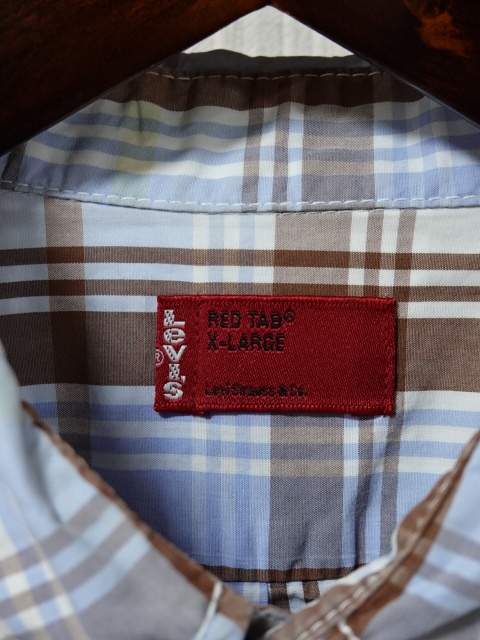 LEVI'S
®
RED TAB®
X-LARGE
Levi Strauss & Co.